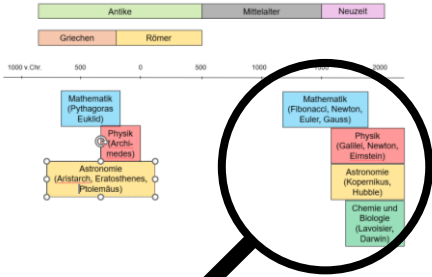 Antike
Mittelalter
Neuzeit
Griechen
Römer
1000 v.Chr.
500
0
500
1000
1500
2000
Mathematik
(Pythagoras
Euklid)
Physik
(Archi-
medes)
Astronomie
(Aristarch, Eratosthenes,
Ptolemäus)
Mathematik
(Fibonacci, Newton,
Euler, Gauss)
Physik
(Galilei, Newton,
Eirnstein)
Astronomie
(Kopernikus,
Hubble)
Chemie und
Biologie
(Lavoisier,
Darwin)